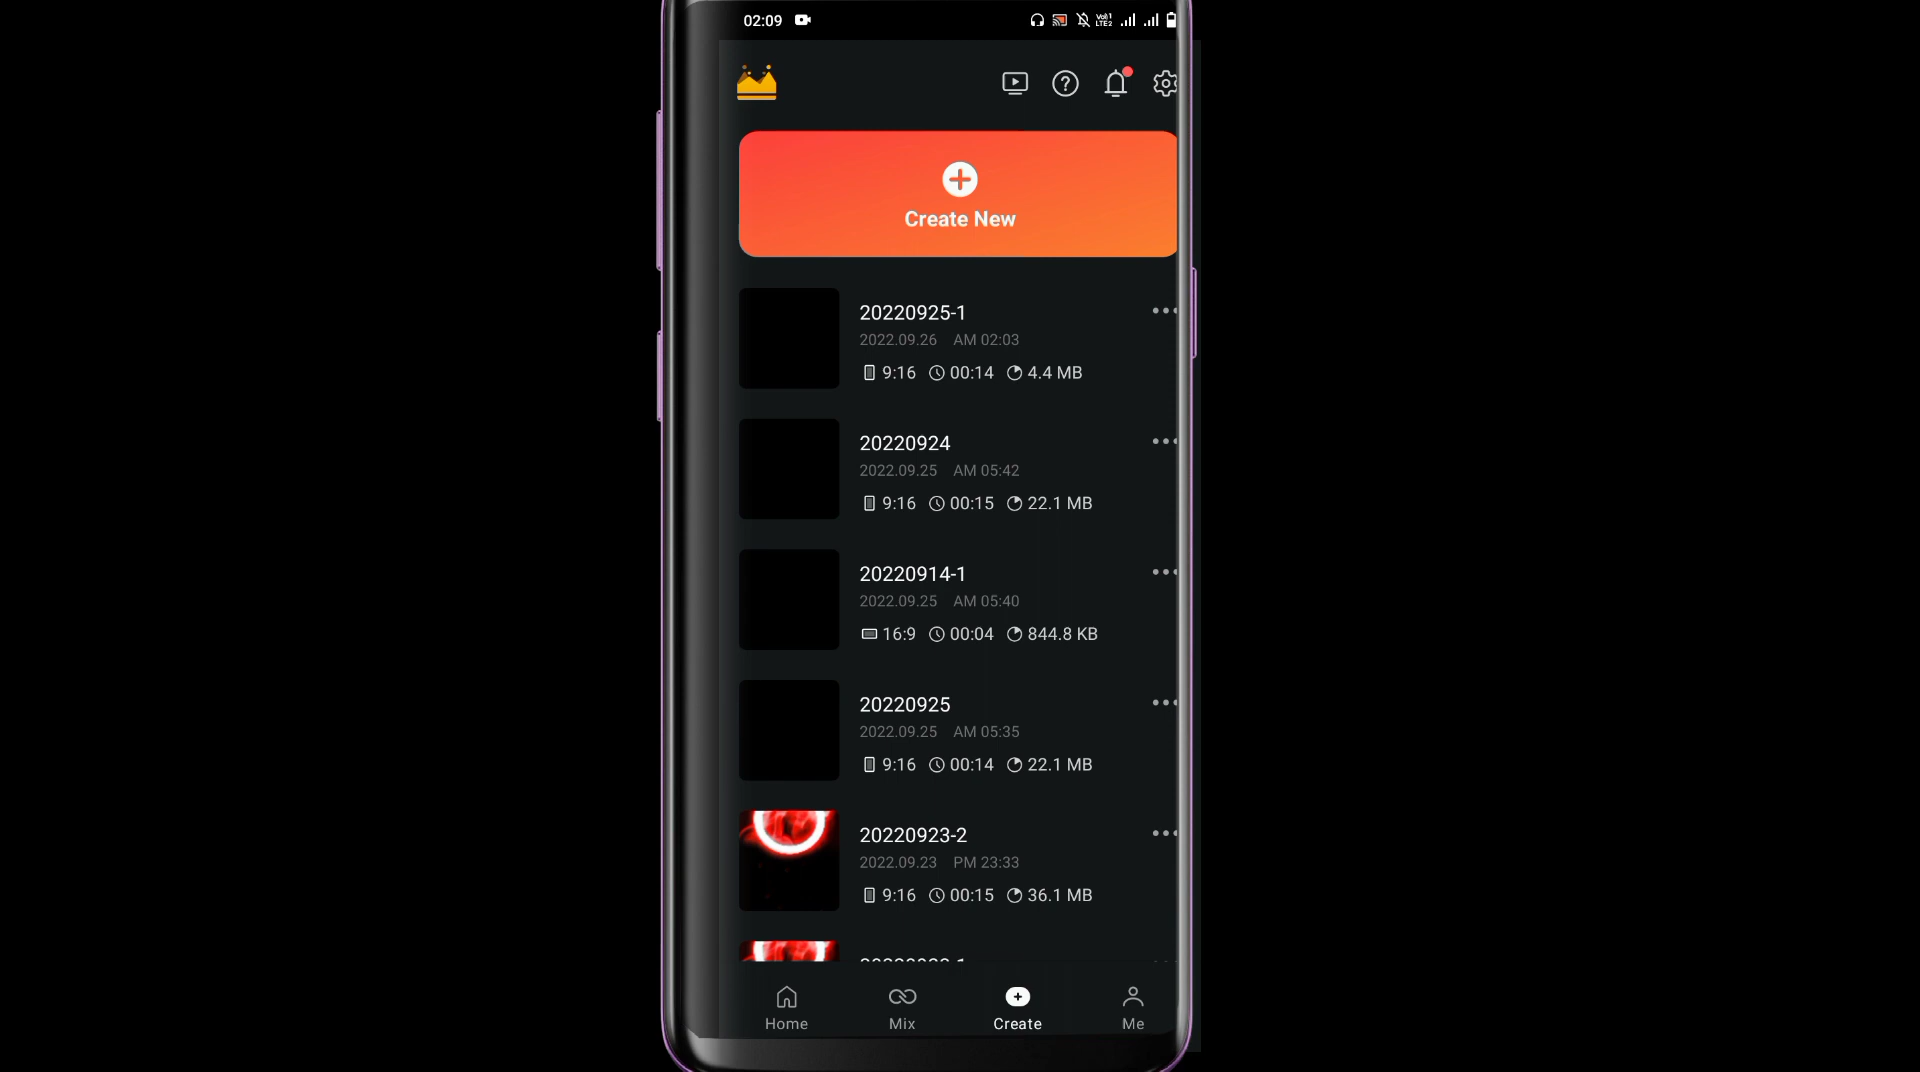 02:09
Vo) 1
LTE2
Create New
20220925-1
2022.09.26 AM 02:03
9:16 00:14 4.4 MB
20220924
2022.09.25 AM 05:42
9:16 00:15 22.1 MB
20220914-1
2022.09.25 AM 05:40
16:9 00:04 844.8 KB
20220925
2022.09.25 AM 05:35
9:16 00:14 22.1 MB
20220923-2
2022.09.23 PM 23:33
9:16 00:15 36.1 MB
Home Mix Create Me